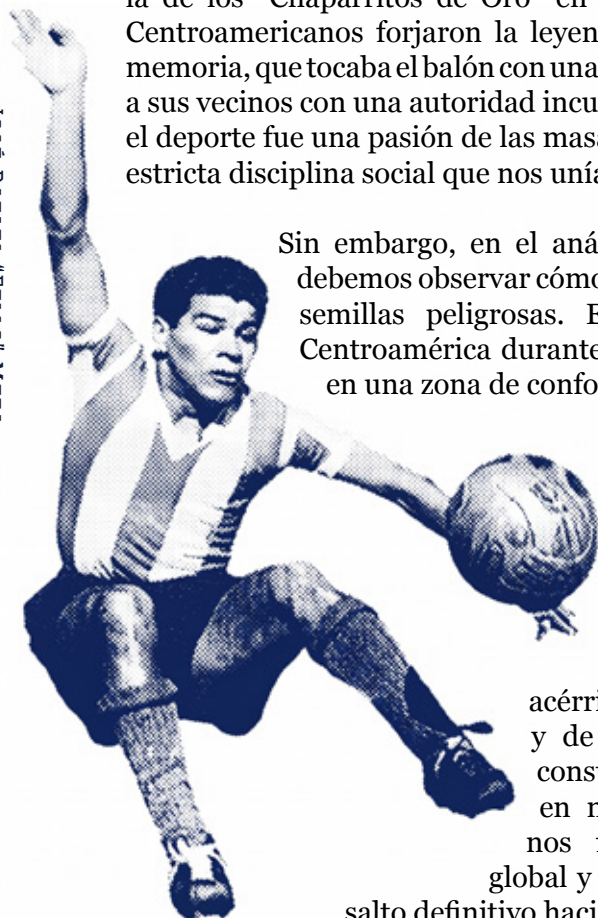 la de los "Chaparritos de Oro" en
Centroamericanos forjaron la leyen
memoria, que tocaba el balón con una
a sus vecinos con una autoridad incu
el deporte fue una pasión de las masa
estricta disciplina social que nos unía
Sin embargo, en el aná
debemos observar cómo
semillas peligrosas. E
Centroamérica durante
en una zona de confo
acérri
y de
consu
en n
nos
global y
salto definitivo haci